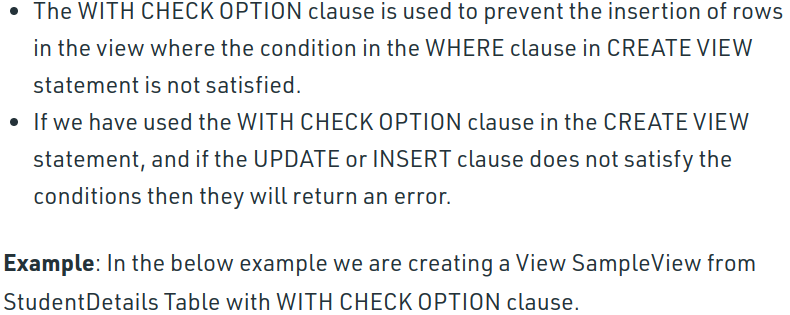 • The WITH CHECK OPTION clause is used to prevent the insertion of rows
in the view where the condition in the WHERE clause in CREATE VIEW
statement is not satisfied.
• If we have used the WITH CHECK OPTION clause in the CREATE VIEW
statement, and if the UPDATE or INSERT clause does not satisfy the
conditions then they will return an error.
Example: In the below example we are creating a View SampleView from
StudentDetails Table with WITH CHECK OPTION clause.